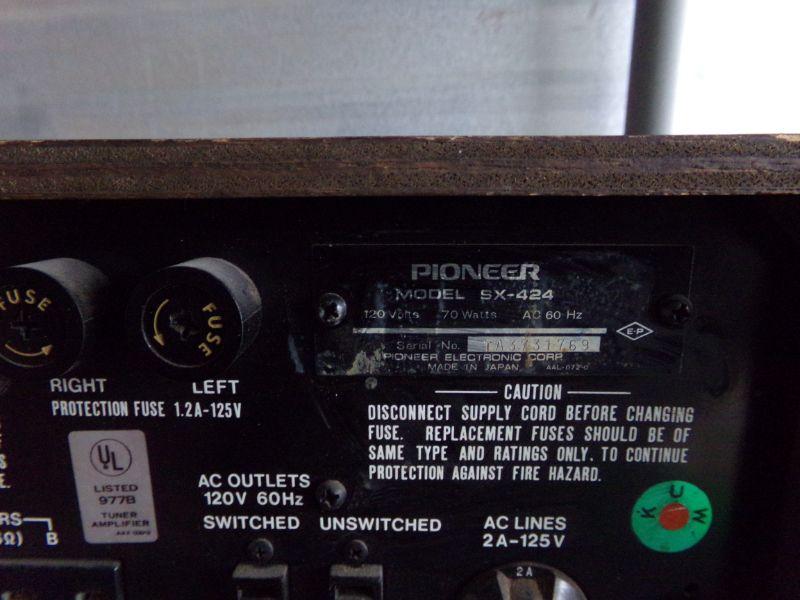 PIONEER
MODEL SX-424
120 Volts 70 Watts AC 60 Hz
Serial No. TA3731769
E-P
PIONEER ELECTRONIC CORP.
MADE IN JAPAN
FUSE
FUSE
RIGHT LEFT
PROTECTION FUSE 1.2A-125V
CAUTION
DISCONNECT SUPPLY CORD BEFORE CHANGING
FUSE. REPLACEMENT FUSES SHOULD BE OF
SAME TYPE AND RATINGS ONLY. TO CONTINUE
PROTECTION AGAINST FIRE HAZARD.
UL
LISTED
977B
TUNER
AMPLIFIER
AC OUTLETS
120V 60Hz
SWITCHED UNSWITCHED
AC LINES
2A-125V
2A
KUW
B